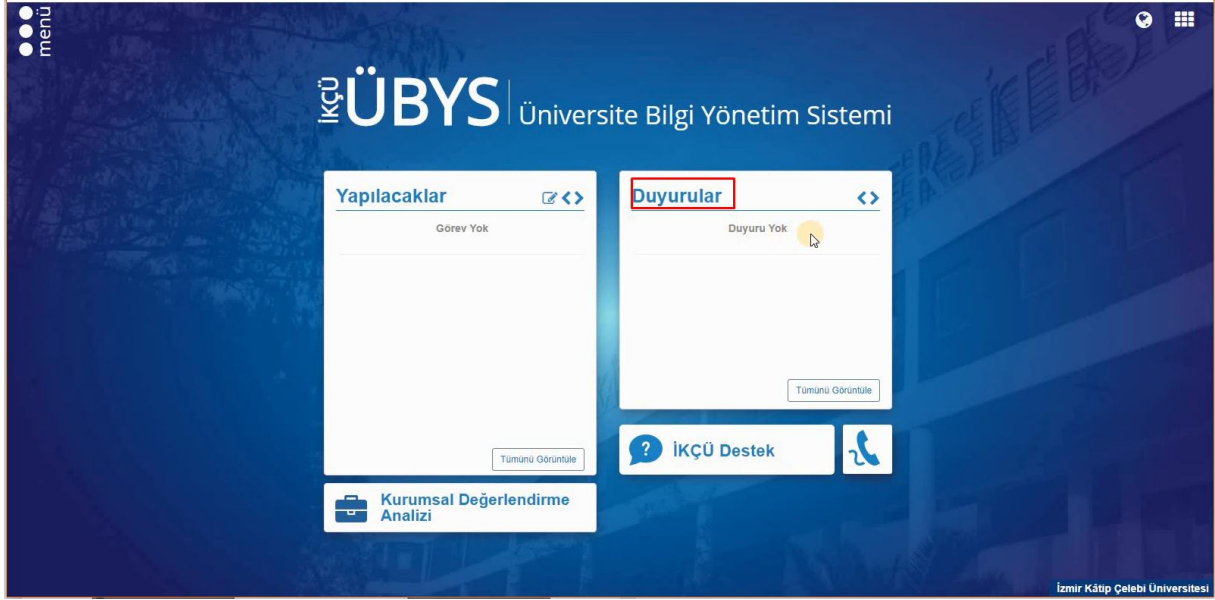 menü
İKÇÜ ÜBYS Üniversite Bilgi Yönetim Sistemi
Yapılacaklar
Görev Yok
Tümünü Görüntüle
Kurumsal Değerlendirme
Analizi
Duyurular
Duyuru Yok
Tümünü Görüntüle
? İKÇÜ Destek
İzmir Kâtip Çelebi Üniversitesi